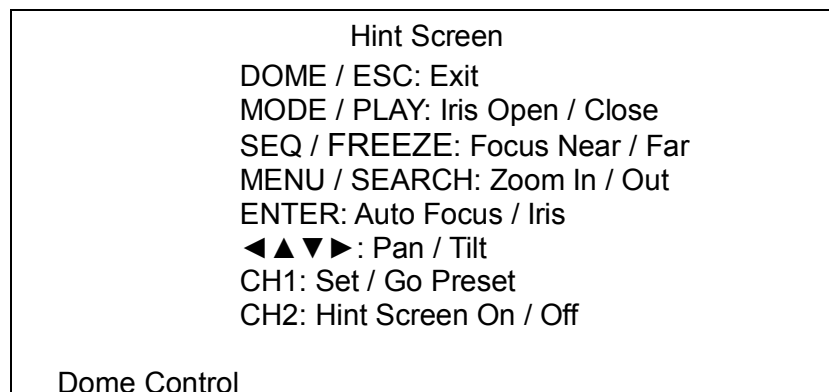 Hint Screen
DOME / ESC: Exit
MODE / PLAY: Iris Open / Close
SEQ / FREEZE: Focus Near / Far
MENU / SEARCH: Zoom In / Out
ENTER: Auto Focus / Iris
◄▲▼►: Pan / Tilt
CH1: Set / Go Preset
CH2: Hint Screen On / Off
Dome Control